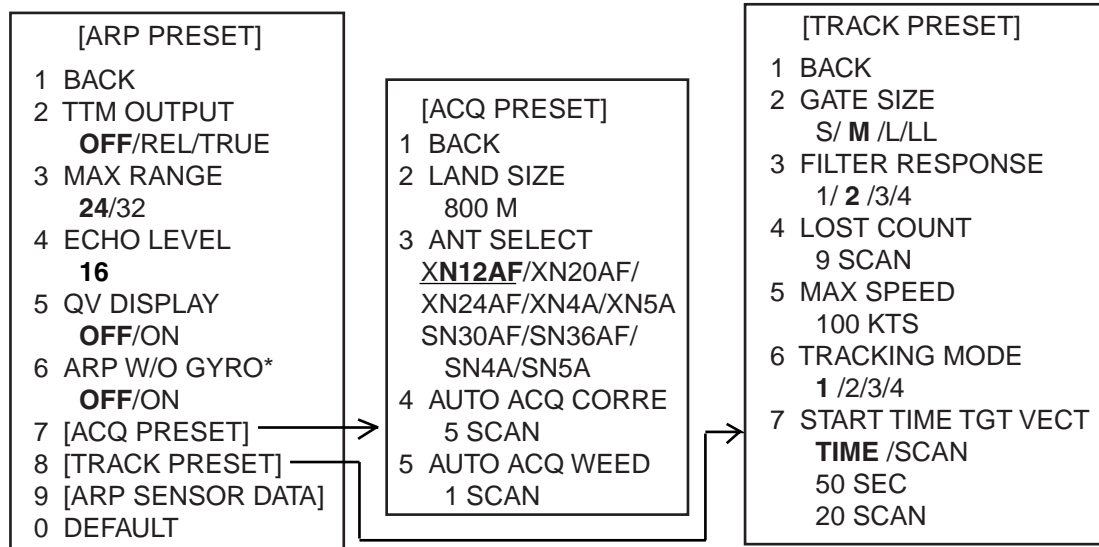 [ARP PRESET]
1 BACK
2 TTM OUTPUT
OFF/REL/TRUE
3 MAX RANGE
24/32
4 ECHO LEVEL
16
5 QV DISPLAY
OFF/ON
6 ARP W/O GYRO*
OFF/ON
7 [ACQ PRESET]
8 [TRACK PRESET]
9 [ARP SENSOR DATA]
0 DEFAULT
[ACQ PRESET]
1 BACK
2 LAND SIZE
800 M
3 ANT SELECT
XN12AF/XN20AF/
XN24AF/XN4A/XN5A
SN30AF/SN36AF/
SN4A/SN5A
4 AUTO ACQ CORRE
5 SCAN
5 AUTO ACQ WEED
1 SCAN
[TRACK PRESET]
1 BACK
2 GATE SIZE
S/ M /L/LL
3 FILTER RESPONSE
1/ 2 /3/4
4 LOST COUNT
9 SCAN
5 MAX SPEED
100 KTS
6 TRACKING MODE
1 /2/3/4
7 START TIME TGT VECT
TIME /SCAN
50 SEC
20 SCAN